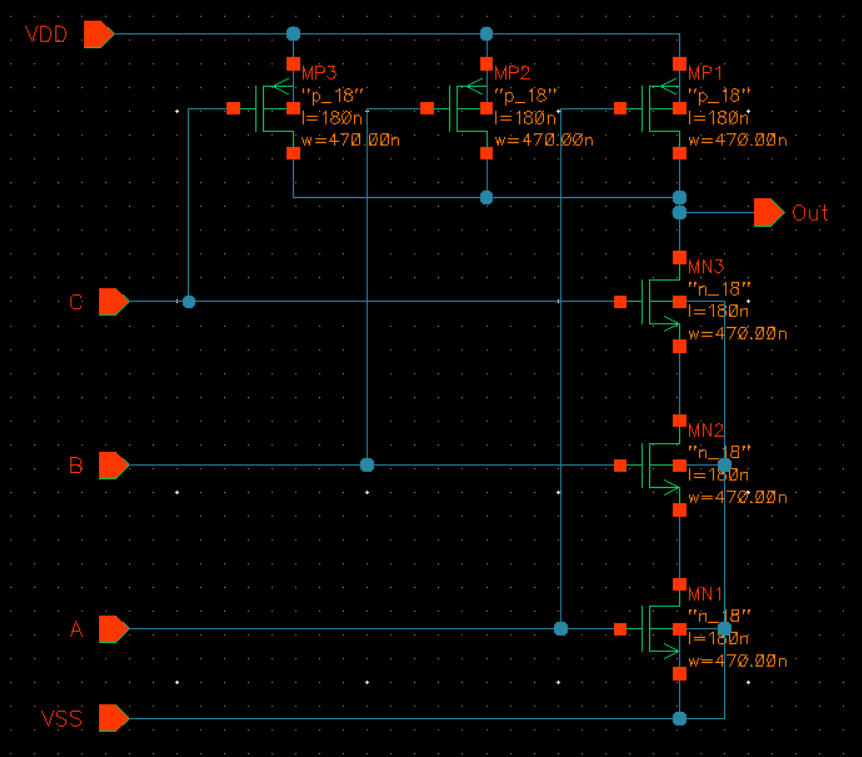 VDD
MP3
"p_18"
l=180n
w=470.00n
MP2
"p_18"
l=180n
w=470.00n
MP1
"p_18"
l=180n
w=470.00n
Out
C
MN3
"n_18"
l=180n
w=470.00n
B
MN2
"n_18"
l=180n
w=470.00n
A
MN1
"n_18"
l=180n
w=470.00n
VSS